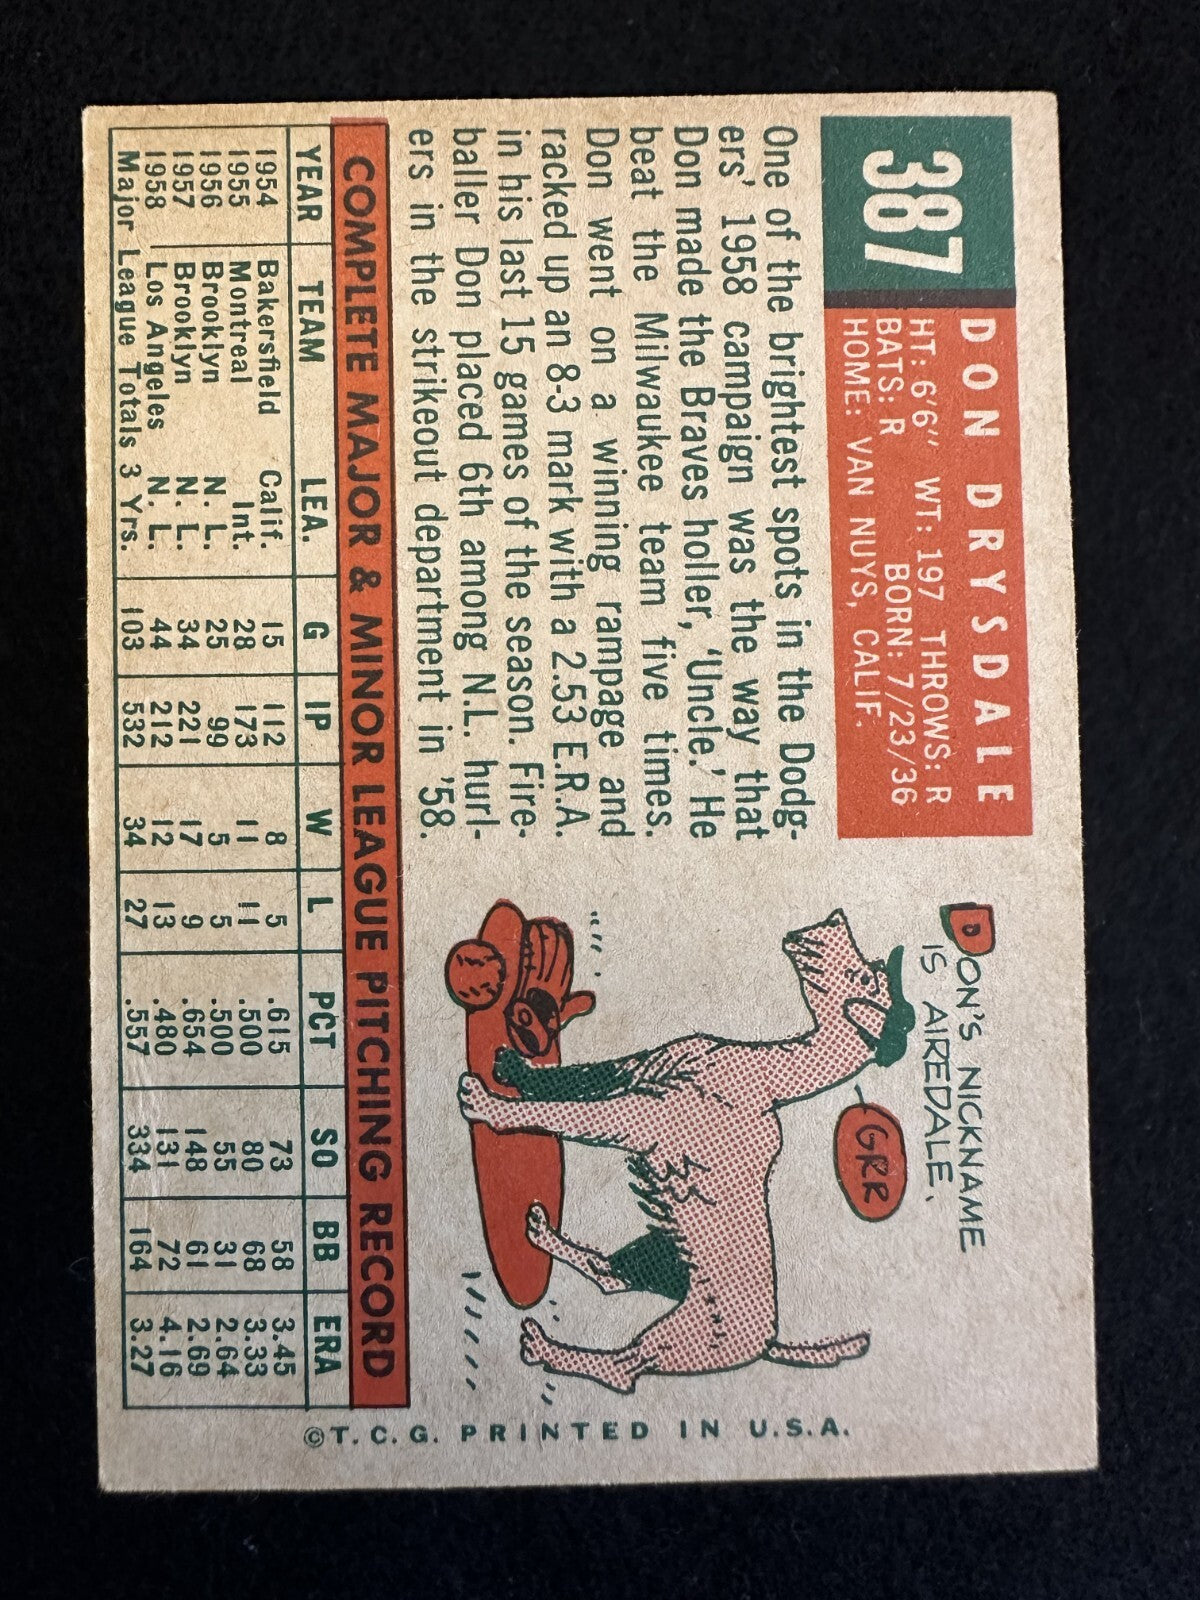 387
DON DRYSDALE
HT: 6'6" WT: 197 THROWS: R
BATS: R BORN: 7/23/36
HOME: VAN NUYS, CALIF.
One of the brightest spots in the Dodg-
ers' 1958 campaign was the way that
Don made the Braves holler, 'Uncle.' He
beat the Milwaukee team five times.
Don went on a winning rampage and
racked up an 8-3 mark with a 2.53 E.R.A.
in his last 15 games of the season. Fire-
baller Don placed 6th among N.L. hurl-
ers in the strikeout department in '58.
DON'S NICKNAME
IS AIREDALE.
GRR
COMPLETE MAJOR & MINOR LEAGUE PITCHING RECORD
YEAR TEAM LEA. G IP W L PCT SO BB ERA
1954 Bakersfield Calif. 15 112 8 5 .615 73 58 3.45
1955 Montreal Int. 28 173 11 11 .500 80 68 3.33
1956 Brooklyn N. L. 25 99 5 5 .500 55 31 2.64
1957 Brooklyn N. L. 34 221 17 9 .654 148 61 2.69
1958 Los Angeles N. L. 44 212 12 13 .480 131 72 4.16
Major League Totals 3 Yrs. 103 532 34 27 .557 334 164 3.27
©T. C. G. PRINTED IN U.S.A.